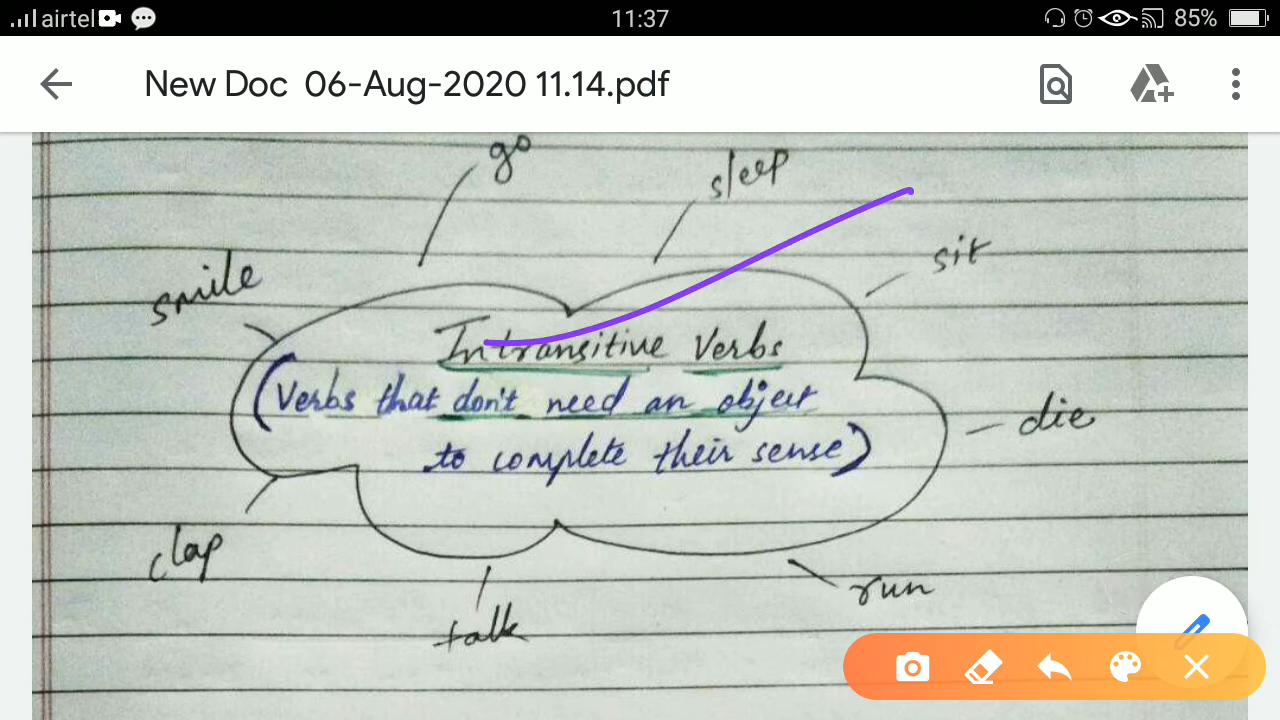 airtel 11:37 85%
New Doc 06-Aug-2020 11.14.pdf
go
sleep
sit
smile
Intransitive Verbs
(Verbs that don't need an object
die
to complete their sense)
clap
run
talk